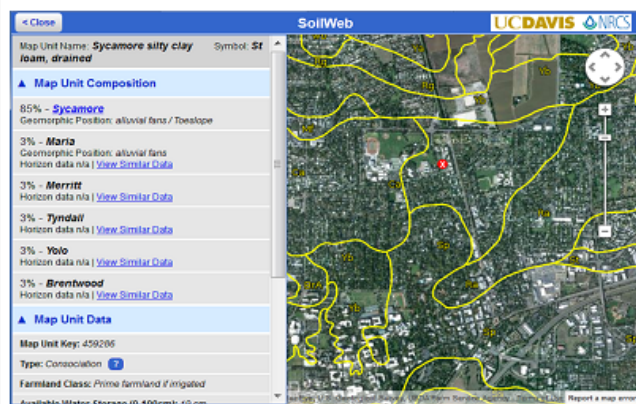 < Close
SoilWeb
UCDAVIS NRCS
Map Unit Name: Sycamore silty clay loam, drained
Symbol: St
▲ Map Unit Composition
85% - Sycamore
Geomorphic Position: alluvial fans / Toeslope
3% - Maria
Geomorphic Position: alluvial fans
Horizon data n/a | View Similar Data
3% - Merritt
Horizon data n/a | View Similar Data
3% - Tyndall
Horizon data n/a | View Similar Data
3% - Yolo
Horizon data n/a | View Similar Data
3% - Brentwood
Horizon data n/a | View Similar Data
▲ Map Unit Data
Map Unit Key: 459286
Type: Consociation ?
Farmland Class: Prime farmland if irrigated
Report a map error